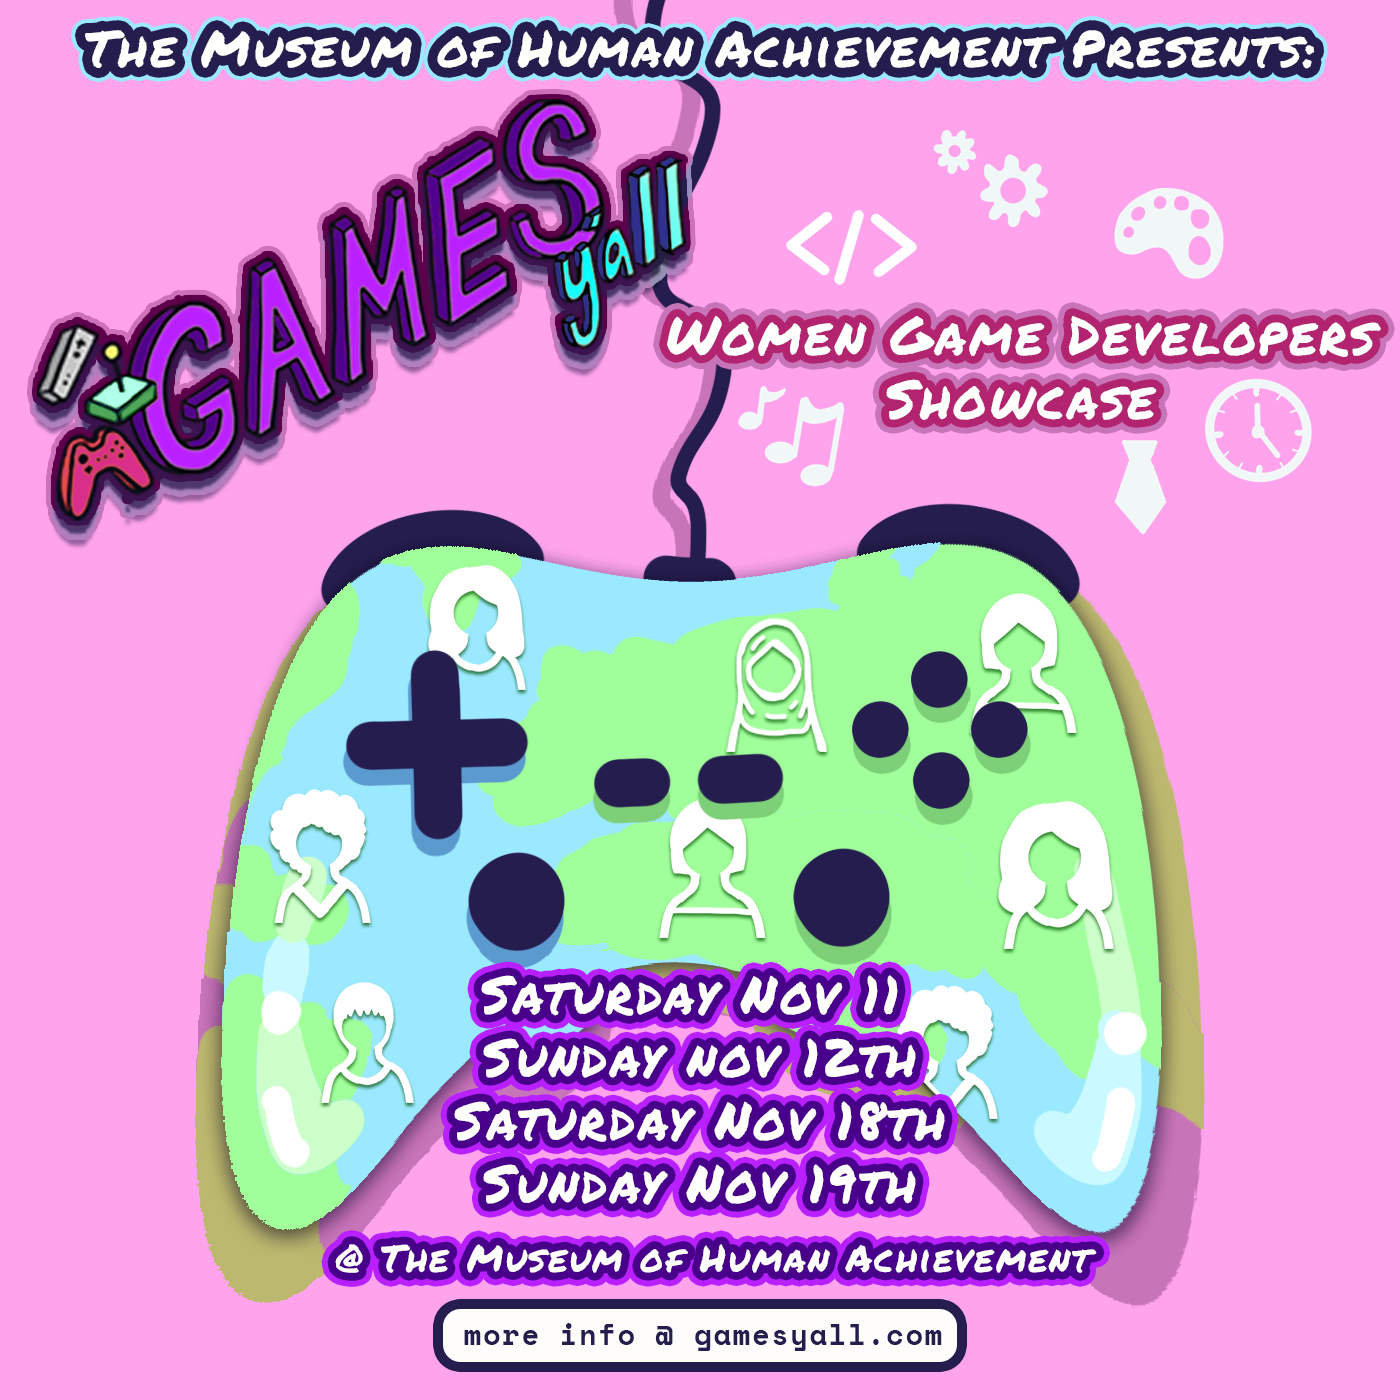 The Museum of Human Achievement Presents:
GAMES y'all
</>
Women Game Developers
Showcase
Saturday Nov 11
Sunday nov 12th
Saturday Nov 18th
Sunday Nov 19th
@ The Museum of Human Achievement
more info @ gamesyall.com